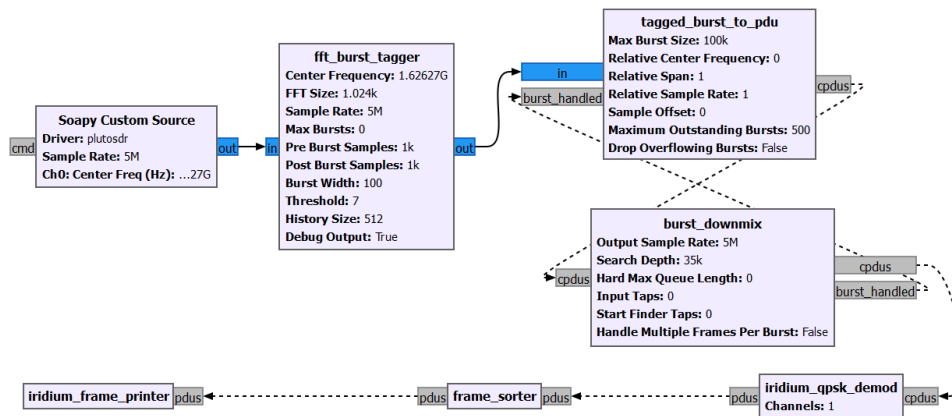 tagged_burst_to_pdu
Max Burst Size: 100k
Relative Center Frequency: 0
Relative Span: 1
Relative Sample Rate: 1
Sample Offset: 0
Maximum Outstanding Bursts: 500
Drop Overflowing Bursts: False
in
burst_handled
cpdus
fft_burst_tagger
Center Frequency: 1.62627G
FFT Size: 1.024k
Sample Rate: 5M
Max Bursts: 0
Pre Burst Samples: 1k
Post Burst Samples: 1k
Burst Width: 100
Threshold: 7
History Size: 512
Debug Output: True
in
out
Soapy Custom Source
Driver: plutosdr
Sample Rate: 5M
Ch0: Center Freq (Hz): ...27G
cmd
out
burst_downmix
Output Sample Rate: 5M
Search Depth: 35k
Hard Max Queue Length: 0
Input Taps: 0
Start Finder Taps: 0
Handle Multiple Frames Per Burst: False
cpdus
cpdus
burst_handled
iridium_frame_printer
pdus
pdus
frame_sorter
pdus
pdus
iridium_qpsk_demod
Channels: 1
cpdus